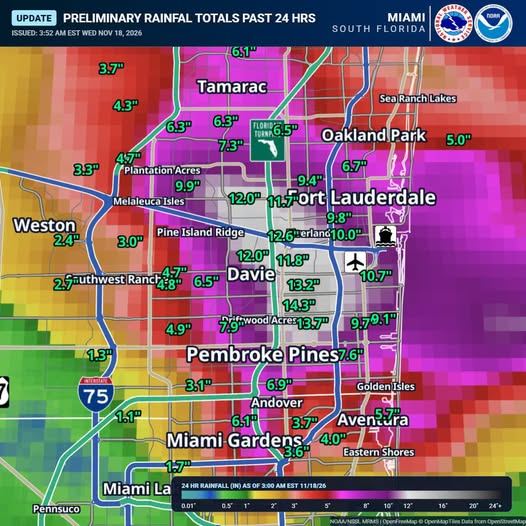 UPDATE
PRELIMINARY RAINFAL TOTALS PAST 24 HRS
ISSUED: 3:52 AM EST WED NOV 18, 2026
MIAMI
SOUTH FLORIDA
NOAA
6.1"
3.7"
Tamarac
Sea Ranch Lakes
4.3"
6.3"
6.3"
FLORIDA
TURNPIKE
6.5"
Oakland Park
5.0"
7.3"
4.7"
3.3"
Plantation Acres
6.7"
9.9"
9.4"
Melaleuca Isles
12.0"
11.7"
Fort Lauderdale
Weston
9.8"
2.4"
3.0"
Pine Island Ridge
12.6"
10.0"
12.0"
11.8"
Southwest Ranches
4.7"
4.8"
2.7"
6.5"
Davie
13.2"
10.7"
14.3"
Driftwood Acres
4.9"
7.9"
13.7"
9.7"
9.1"
1.3"
Pembroke Pines
7.6"
INTERSTATE
75
3.1"
6.9"
Golden Isles
Andover
1.1"
6.1"
3.7"
Aventura
5.7"
Miami Gardens
4.0"
3.6"
Eastern Shores
1.7"
Miami La
Pennsuco
24 HR RAINFALL (IN) AS OF 3:00 AM EST 11/18/26
0.01" 0.5" 1" 2" 3" 4" 5" 8" 10" 12" 16" 20" 24"+
NOAA/NSSL MRMS | OpenFreeMap © OpenMapTiles Data from OpenStreetMap